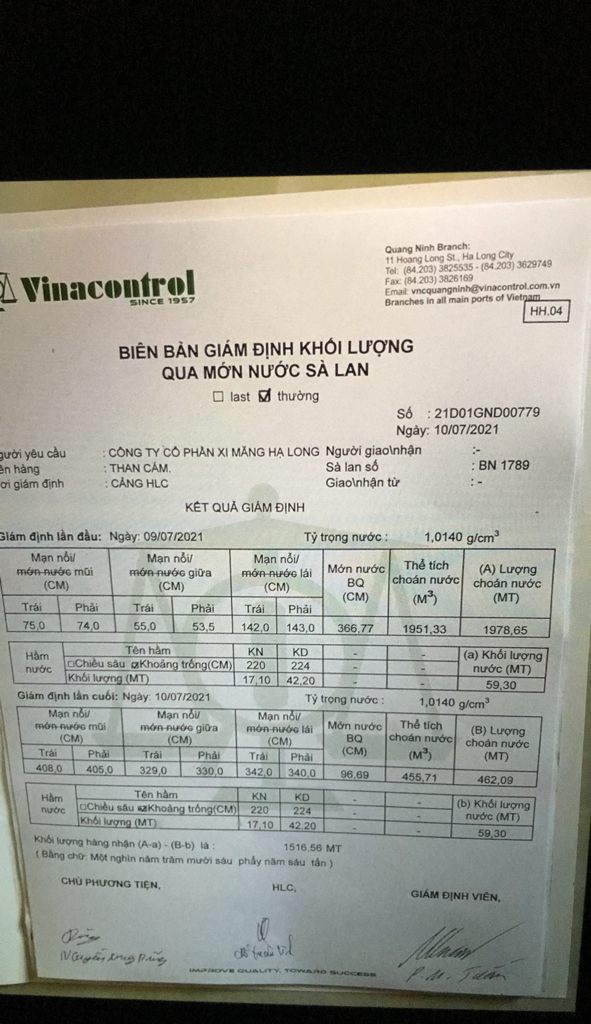 Vinacontrol
SINCE 1957
Quang Ninh Branch:
11 Hoang Long St., Ha Long City
Tel: (84.203) 3825535 - (84.203) 3629749
Fax: (84.203) 3826169
Email: vncquangninh@vinacontrol.com.vn
Branches in all main ports of Vietnam
HH.04
BIÊN BẢN GIÁM ĐỊNH KHỐI LƯỢNG
QUA MỚN NƯỚC SÀ LAN
☐ last ☑ thường
Số : 21D01GND00779
Ngày: 10/07/2021
gười yêu cầu : CÔNG TY CỔ PHẦN XI MĂNG HẠ LONG Người giao\nhận :-
ên hàng : THAN CÁM. Sà lan số : BN 1789
ơi giám định : CẢNG HLC Giao\nhận từ : -
KẾT QUẢ GIÁM ĐỊNH
Giám định lần đầu: Ngày: 09/07/2021 Tỷ trọng nước : 1,0140 g/cm³
Mạn nổi/ mớn nước mũi (CM) Mạn nổi/ mớn nước giữa (CM) Mạn nổi/ mớn nước lái (CM) Mớn nước BQ (CM) Thể tích choán nước (M³) (A) Lượng choán nước (MT)
Trái Phải Trái Phải Trái Phải
75,0 74,0 55,0 53,5 142,0 143,0 366,77 1951,33 1978,65
Hầm nước Tên hầm KN KD - - (a) Khối lượng nước (MT)
☐Chiều sâu ☑Khoảng trống(CM) 220 224 - -
Khối lượng (MT) 17,10 42,20 - - 59,30
Giám định lần cuối: Ngày: 10/07/2021 Tỷ trọng nước : 1,0140 g/cm³
Mạn nổi/ mớn nước mũi (CM) Mạn nổi/ mớn nước giữa (CM) Mạn nổi/ mớn nước lái (CM) Mớn nước BQ (CM) Thể tích choán nước (M³) (B) Lượng choán nước (MT)
Trái Phải Trái Phải Trái Phải
408,0 405,0 329,0 330,0 342,0 340,0 96,69 455,71 462,09
Hầm nước Tên hầm KN KD - - (b) Khối lượng nước (MT)
☐Chiều sâu ☑Khoảng trống(CM) 220 224 - -
Khối lượng (MT) 17,10 42,20 - - 59,30
Khối lượng hàng nhận (A-a) - (B-b) là : 1516,56 MT
( Bằng chữ: Một nghìn năm trăm mười sáu phẩy năm sáu tấn )
CHỦ PHƯƠNG TIỆN, HLC, GIÁM ĐỊNH VIÊN,
IMPROVE QUALITY, TOWARD SUCCESS